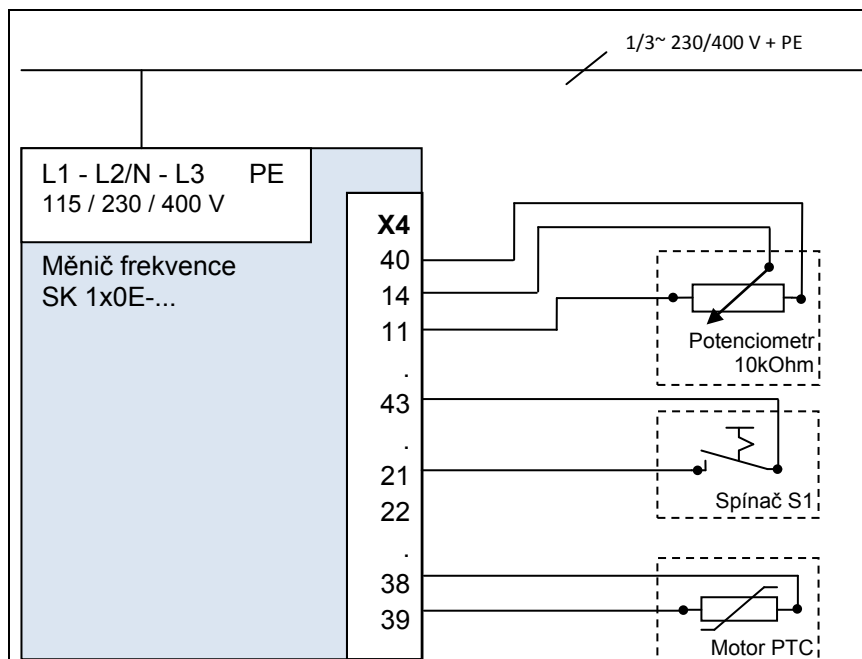 1/3~ 230/400 V + PE
L1 - L2/N - L3 PE
115 / 230 / 400 V
Měnič frekvence
SK 1x0E-...
X4
40
14
11
.
43
.
21
22
.
38
39
Potenciometr
10kOhm
Spínač S1
Motor PTC